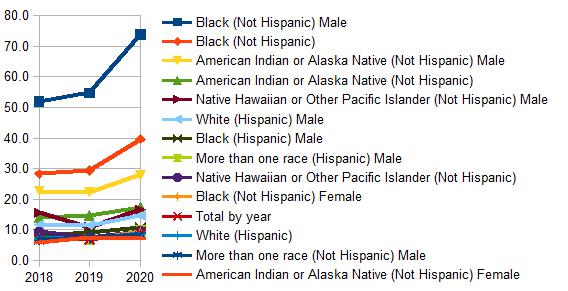 80.0
70.0
60.0
50.0
40.0
30.0
20.0
10.0
0.0
2018 2019 2020
Black (Not Hispanic) Male
Black (Not Hispanic)
American Indian or Alaska Native (Not Hispanic) Male
American Indian or Alaska Native (Not Hispanic)
Native Hawaiian or Other Pacific Islander (Not Hispanic) Male
White (Hispanic) Male
Black (Hispanic) Male
More than one race (Hispanic) Male
Native Hawaiian or Other Pacific Islander (Not Hispanic)
Black (Not Hispanic) Female
Total by year
White (Hispanic)
More than one race (Not Hispanic) Male
American Indian or Alaska Native (Not Hispanic) Female